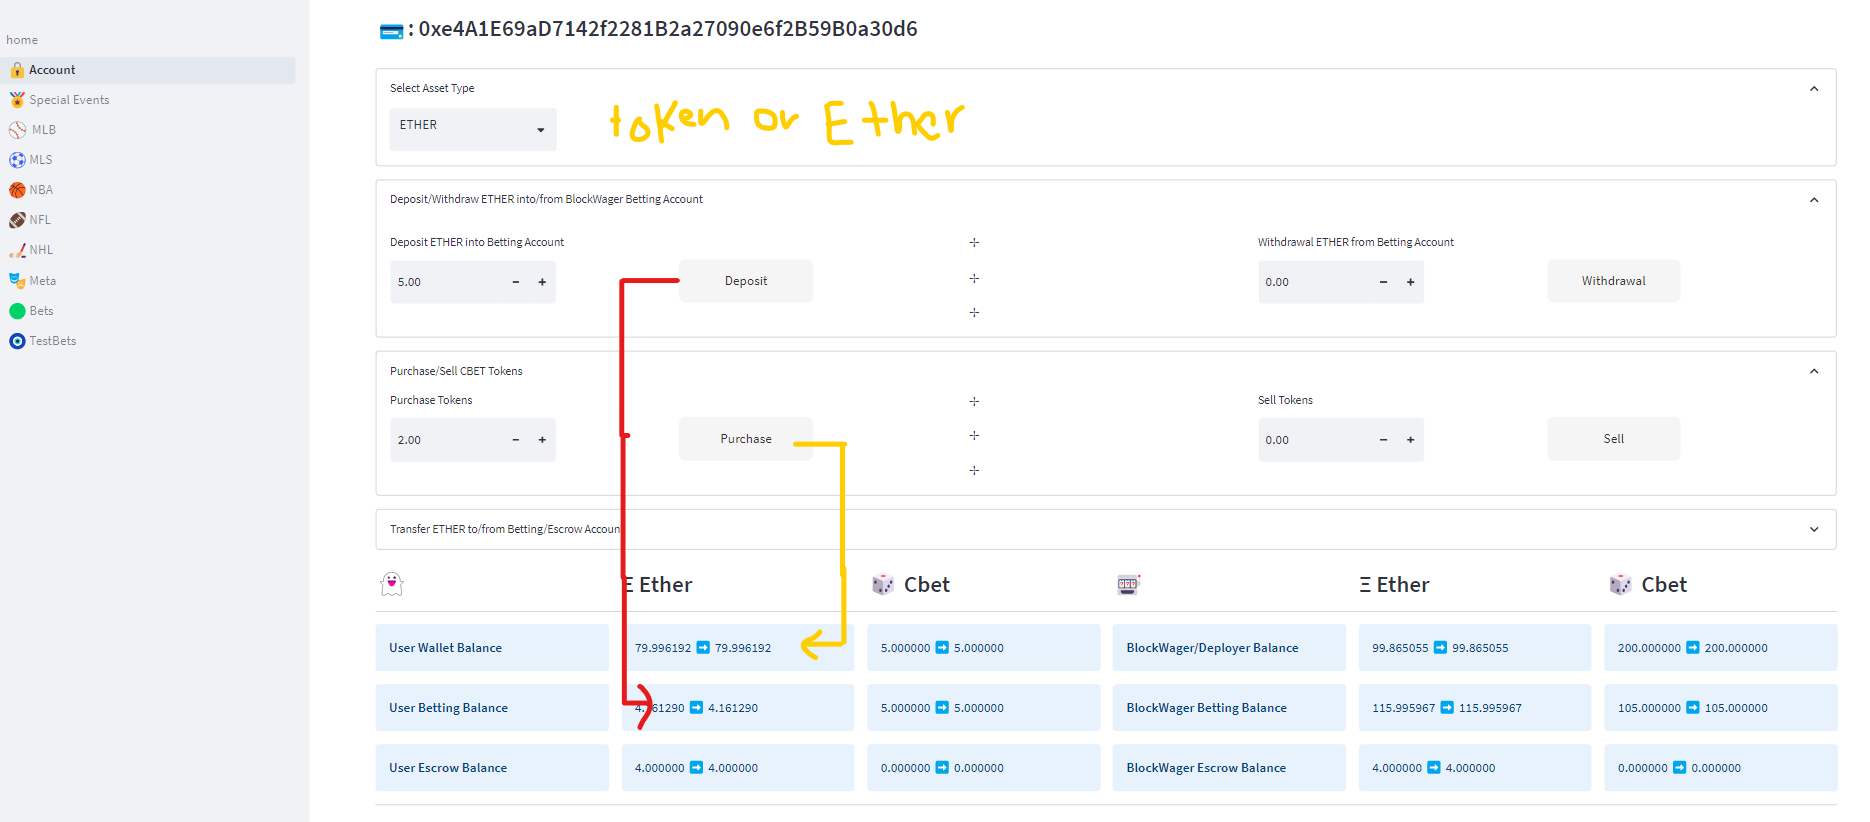 home
Account
Special Events
MLB
MLS
NBA
NFL
NHL
Meta
Bets
TestBets
: 0xe4A1E69aD7142f2281B2a27090e6f2B59B0a30d6
Select Asset Type
ETHER
token or Ether
Deposit/Withdraw ETHER into/from BlockWager Betting Account
Deposit ETHER into Betting Account
Withdrawal ETHER from Betting Account
5.00 - + Deposit
0.00 - + Withdrawal
Purchase/Sell CBET Tokens
Purchase Tokens
Sell Tokens
2.00 - + Purchase
0.00 - + Sell
Transfer ETHER to/from Betting/Escrow Account
Ξ Ether Cbet Ξ Ether Cbet
User Wallet Balance 79.996192 ➡ 79.996192 5.000000 ➡ 5.000000 BlockWager/Deployer Balance 99.865055 ➡ 99.865055 200.000000 ➡ 200.000000
User Betting Balance 4.161290 ➡ 4.161290 5.000000 ➡ 5.000000 BlockWager Betting Balance 115.995967 ➡ 115.995967 105.000000 ➡ 105.000000
User Escrow Balance 4.000000 ➡ 4.000000 0.000000 ➡ 0.000000 BlockWager Escrow Balance 4.000000 ➡ 4.000000 0.000000 ➡ 0.000000